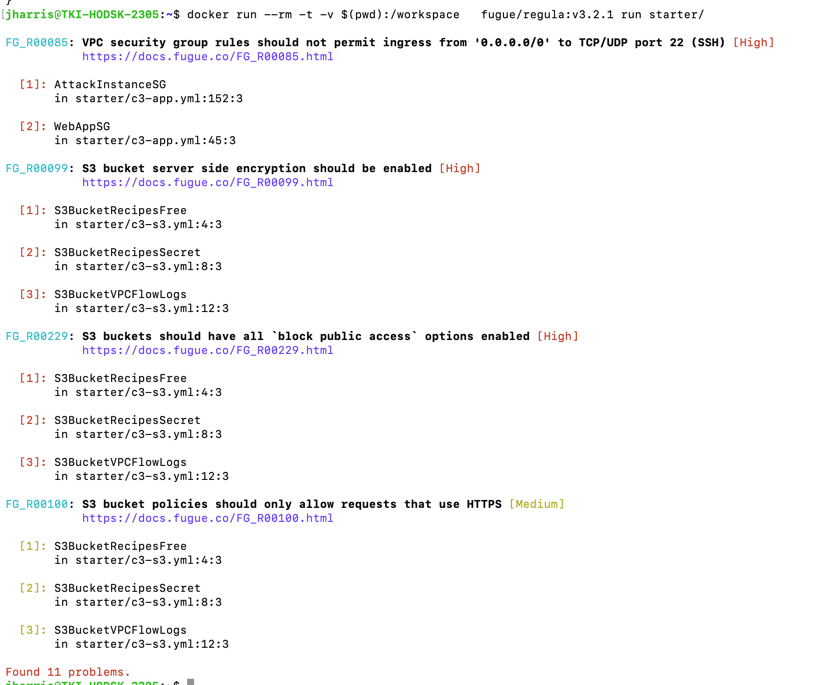 }
[jharris@TKI-HODSK-2305:~$ docker run --rm -t -v $(pwd):/workspace   fugue/regula:v3.2.1 run starter/
FG_R00085: VPC security group rules should not permit ingress from '0.0.0.0/0' to TCP/UDP port 22 (SSH) [High]
https://docs.fugue.co/FG_R00085.html
[1]: AttackInstanceSG
in starter/c3-app.yml:152:3
[2]: WebAppSG
in starter/c3-app.yml:45:3
FG_R00099: S3 bucket server side encryption should be enabled [High]
https://docs.fugue.co/FG_R00099.html
[1]: S3BucketRecipesFree
in starter/c3-s3.yml:4:3
[2]: S3BucketRecipesSecret
in starter/c3-s3.yml:8:3
[3]: S3BucketVPCFlowLogs
in starter/c3-s3.yml:12:3
FG_R00229: S3 buckets should have all `block public access` options enabled [High]
https://docs.fugue.co/FG_R00229.html
[1]: S3BucketRecipesFree
in starter/c3-s3.yml:4:3
[2]: S3BucketRecipesSecret
in starter/c3-s3.yml:8:3
[3]: S3BucketVPCFlowLogs
in starter/c3-s3.yml:12:3
FG_R00100: S3 bucket policies should only allow requests that use HTTPS [Medium]
https://docs.fugue.co/FG_R00100.html
[1]: S3BucketRecipesFree
in starter/c3-s3.yml:4:3
[2]: S3BucketRecipesSecret
in starter/c3-s3.yml:8:3
[3]: S3BucketVPCFlowLogs
in starter/c3-s3.yml:12:3
Found 11 problems.
jharris@TKI-HODSK-2305:~$